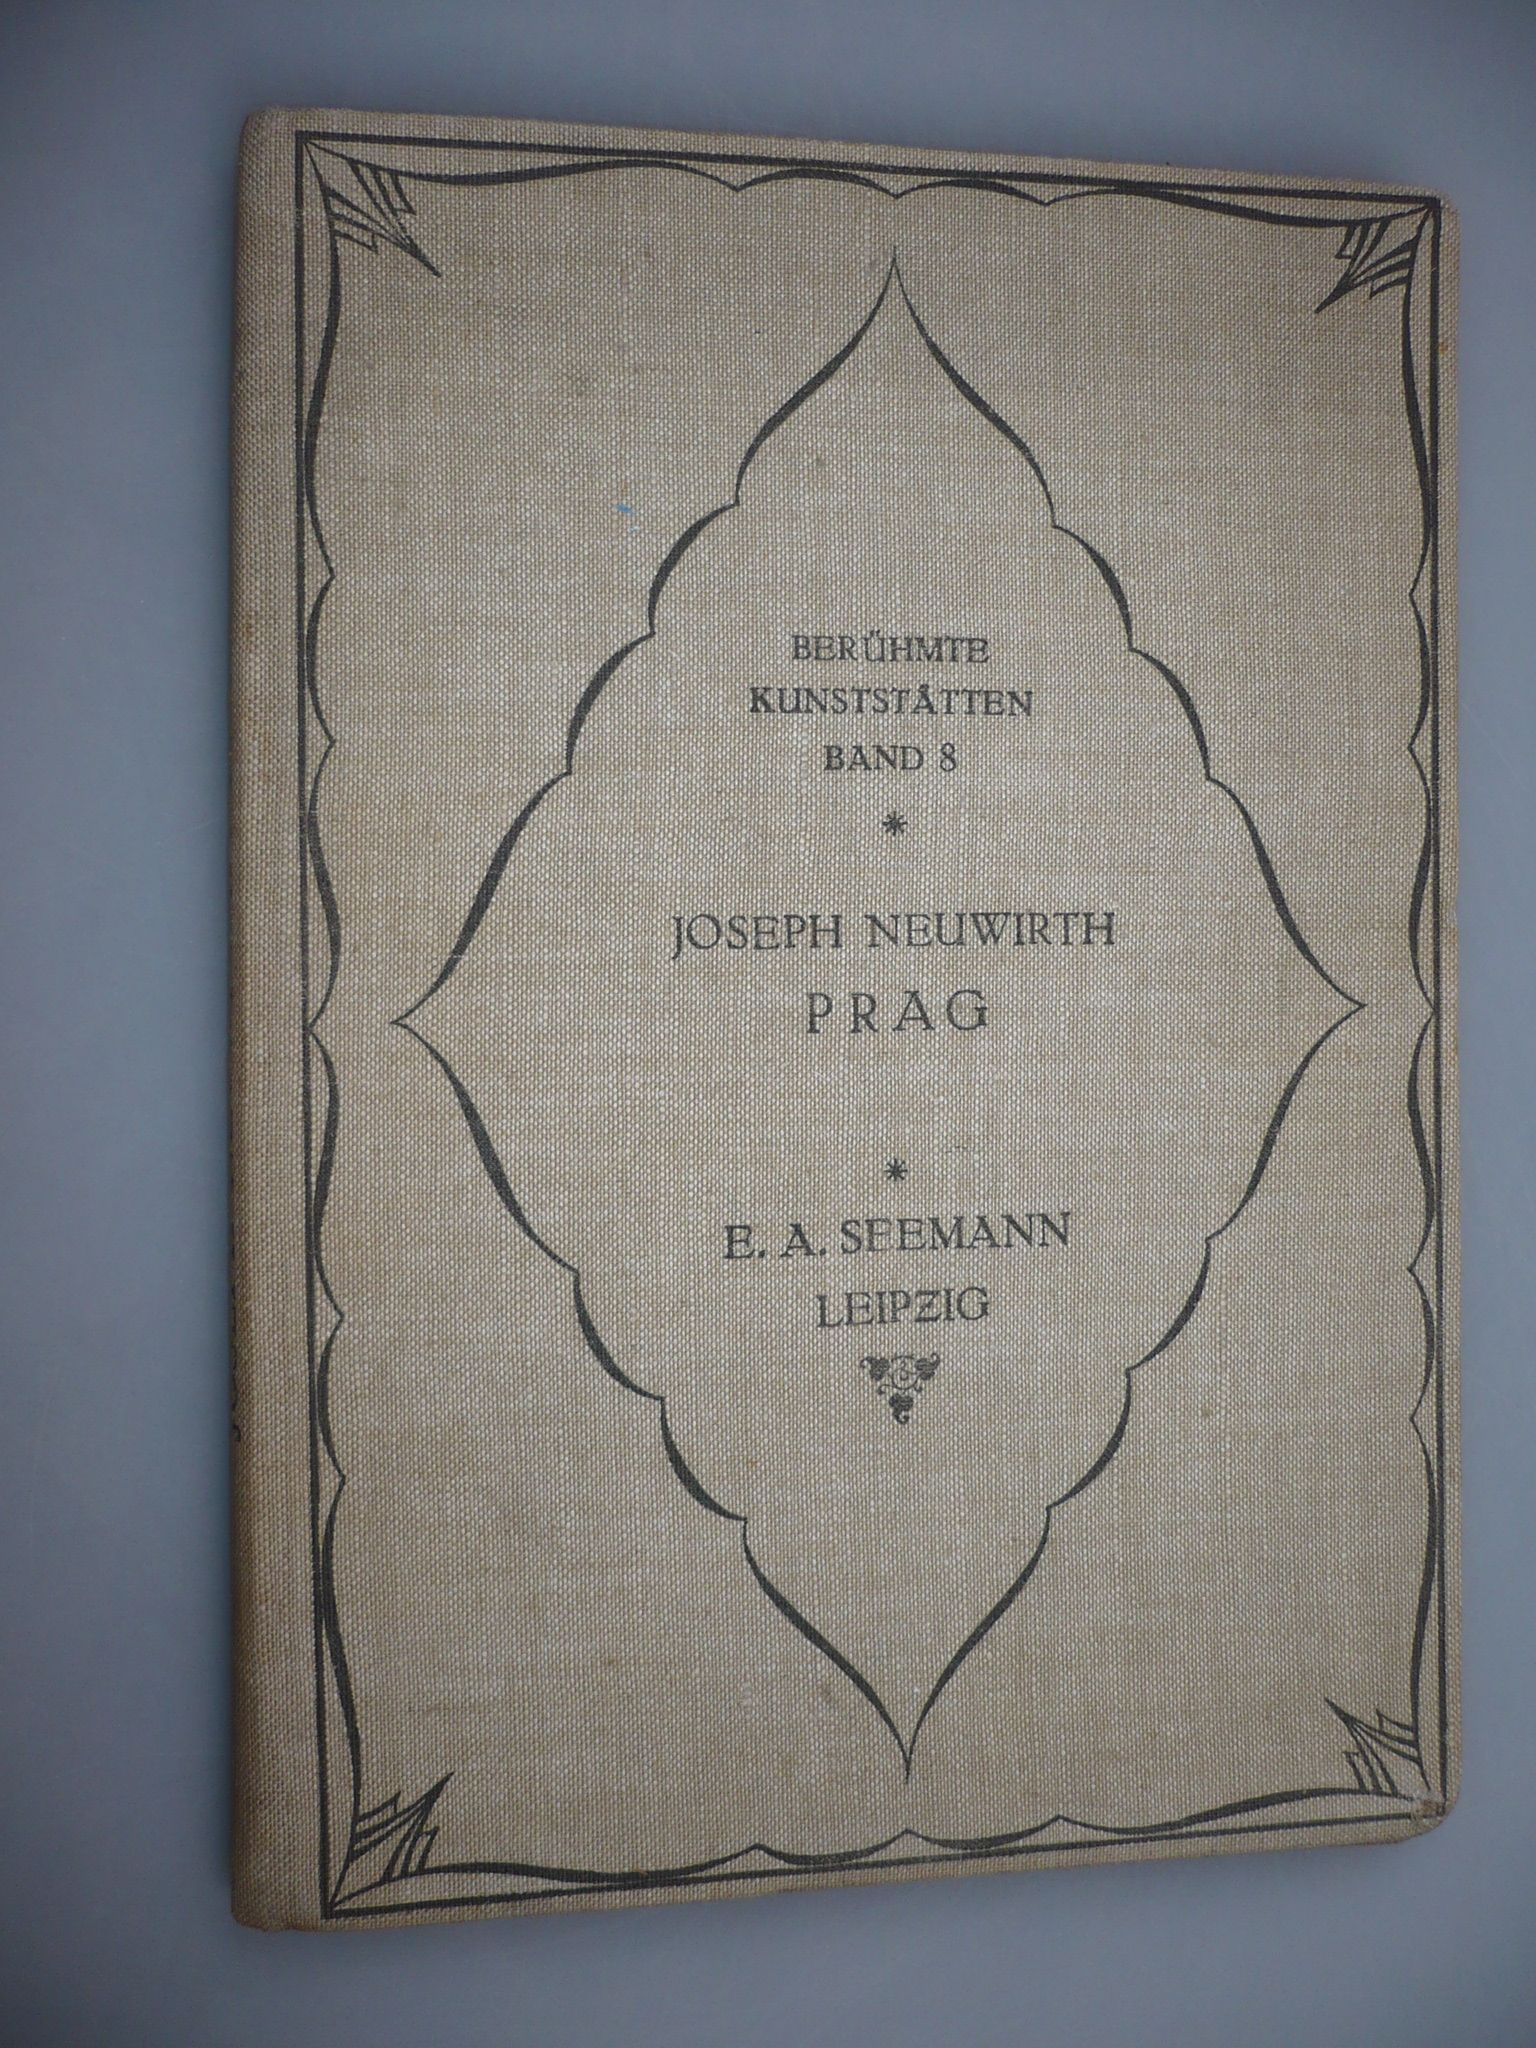 BERÜHMTE
KUNSTSTÄTTEN
BAND 8
*
JOSEPH NEUWIRTH
PRAG
*
E. A. SEEMANN
LEIPZIG